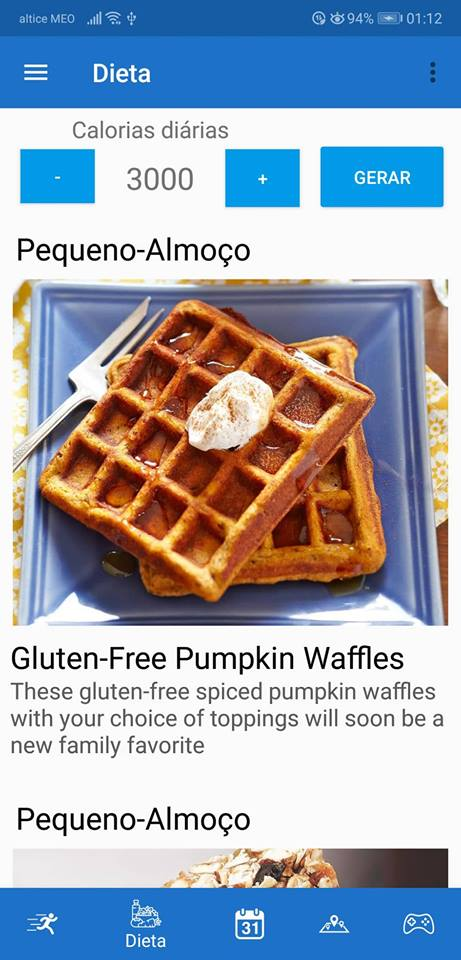 altice MEO
94%
01:12
Dieta
Calorias diárias
-
3000
+
GERAR
Pequeno-Almoço
Gluten-Free Pumpkin Waffles
These gluten-free spiced pumpkin waffles
with your choice of toppings will soon be a
new family favorite
Pequeno-Almoço
31
Dieta